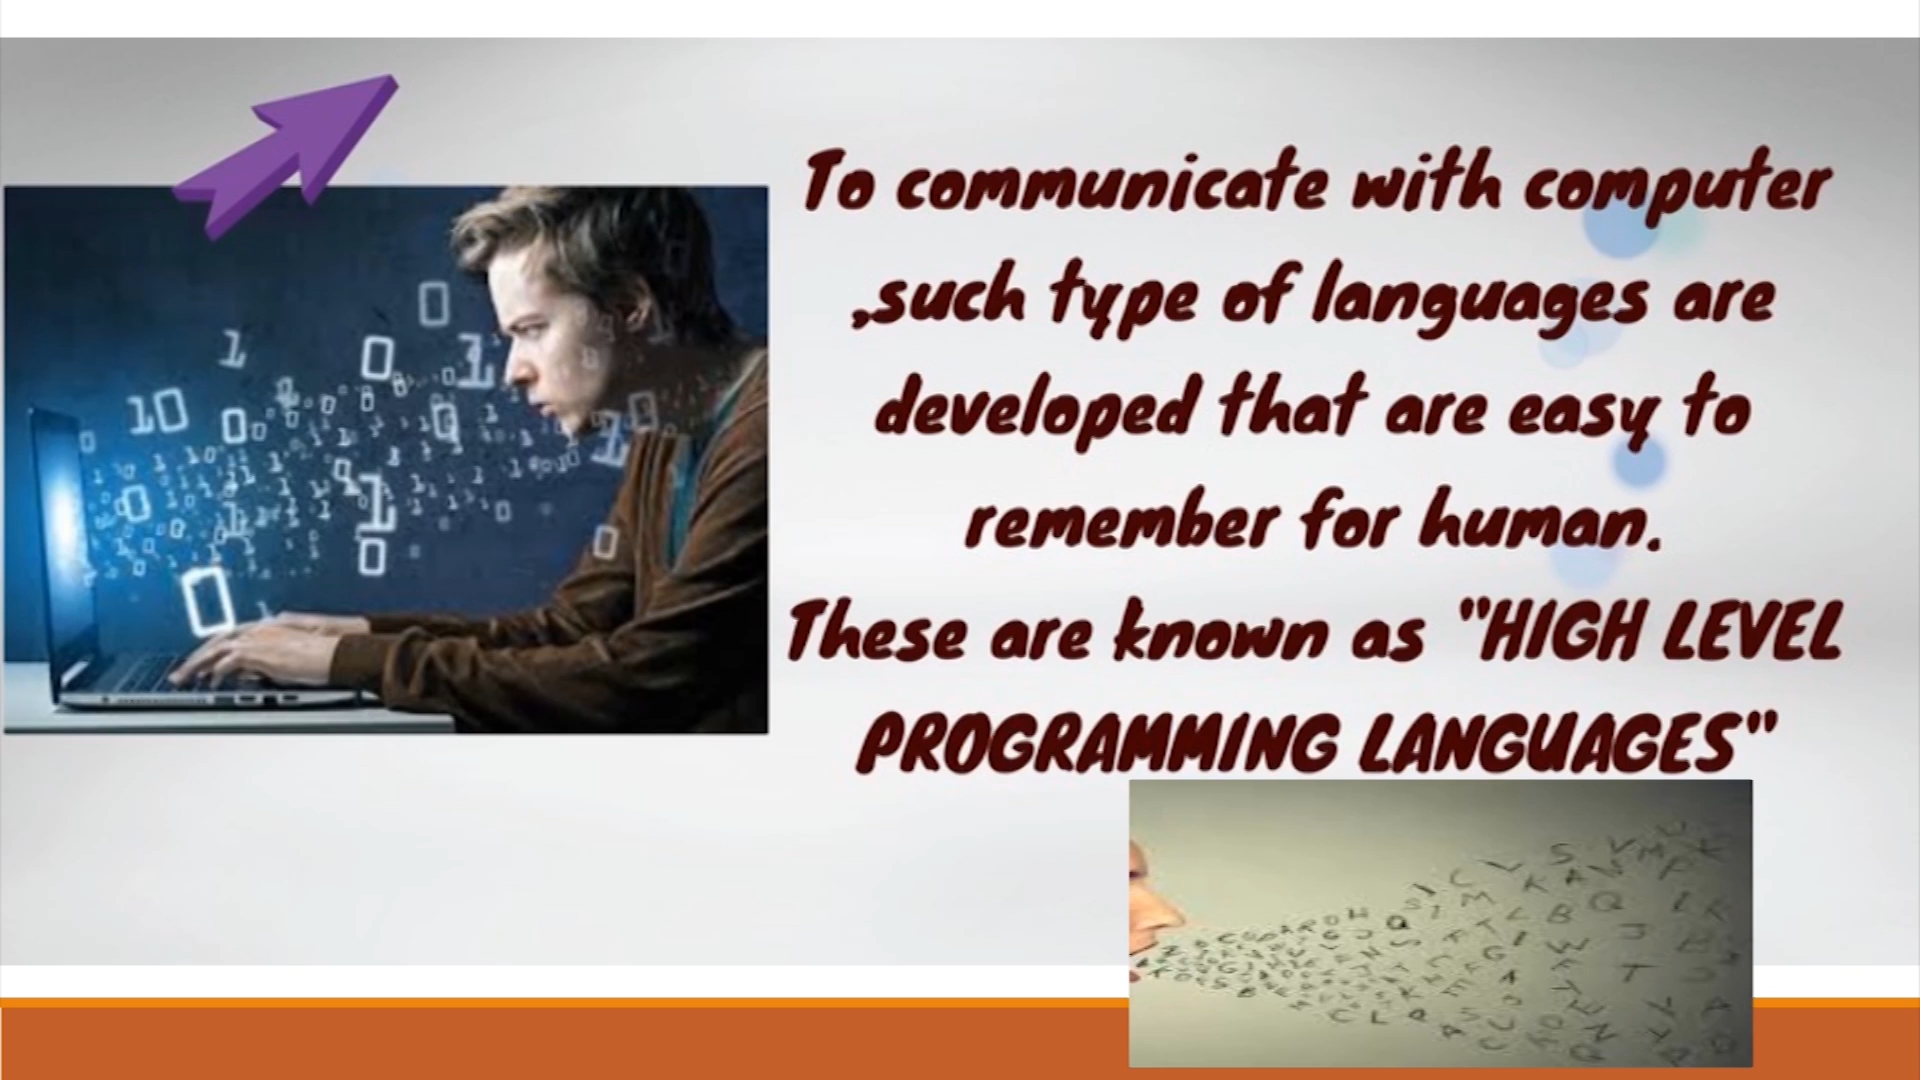 To communicate with computer
,such type of languages are
developed that are easy to
remember for human.
These are known as "HIGH LEVEL
PROGRAMMING LANGUAGES"